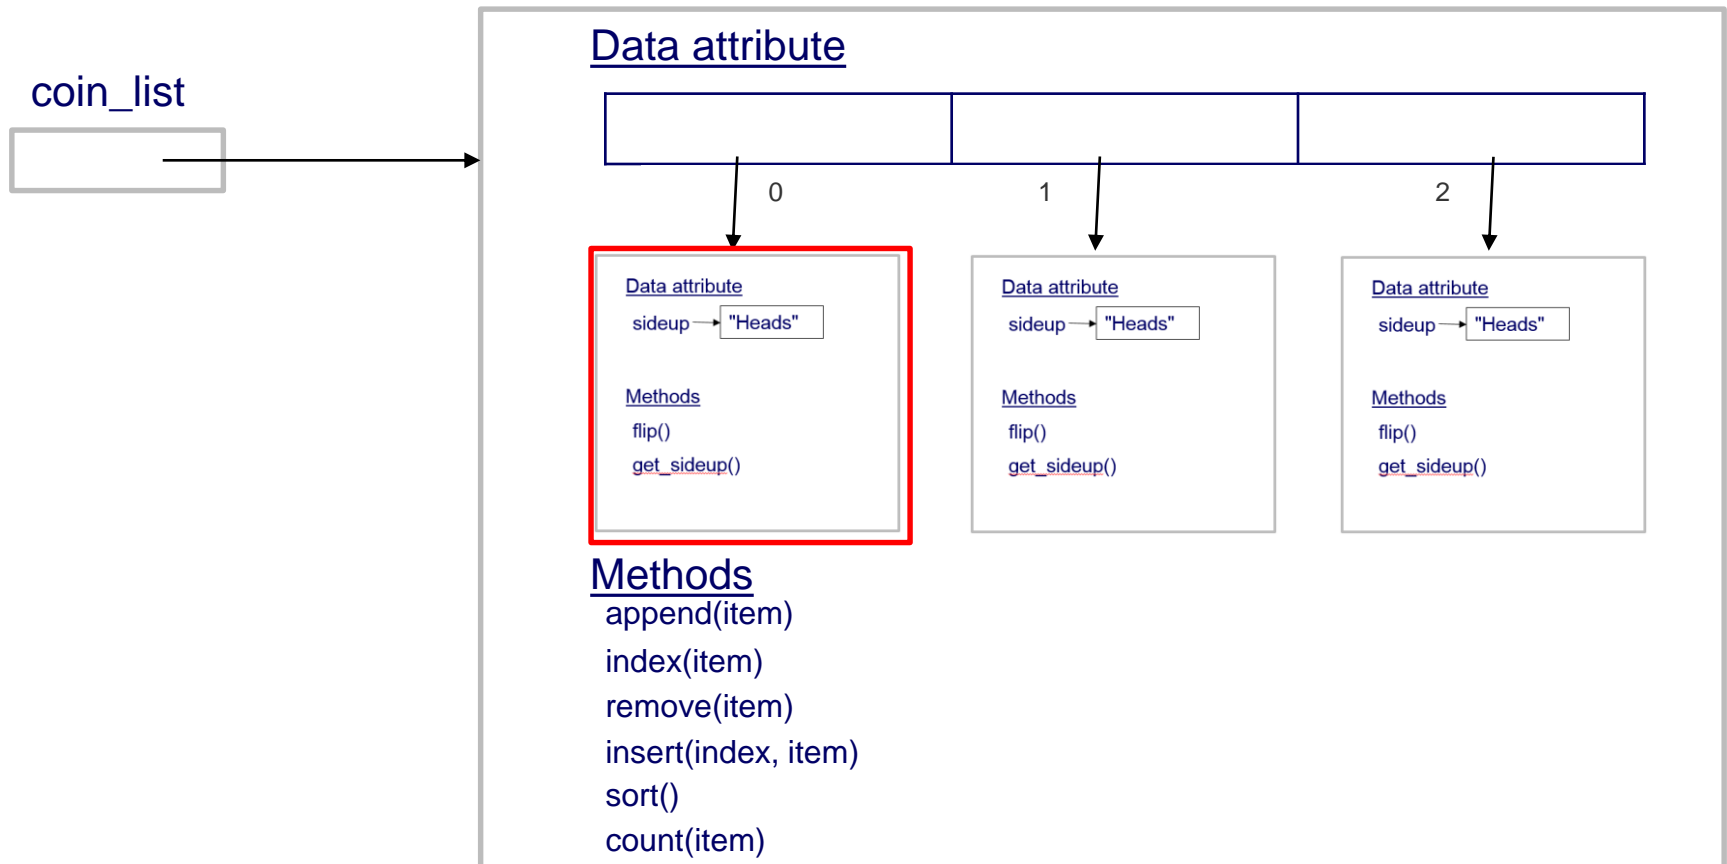 Data attribute
coin_list
0 1 2
Data attribute
sideup "Heads"
Methods
flip()
get_sideup()
Data attribute
sideup "Heads"
Methods
flip()
get_sideup()
Data attribute
sideup "Heads"
Methods
flip()
get_sideup()
Methods
append(item)
index(item)
remove(item)
insert(index, item)
sort()
count(item)